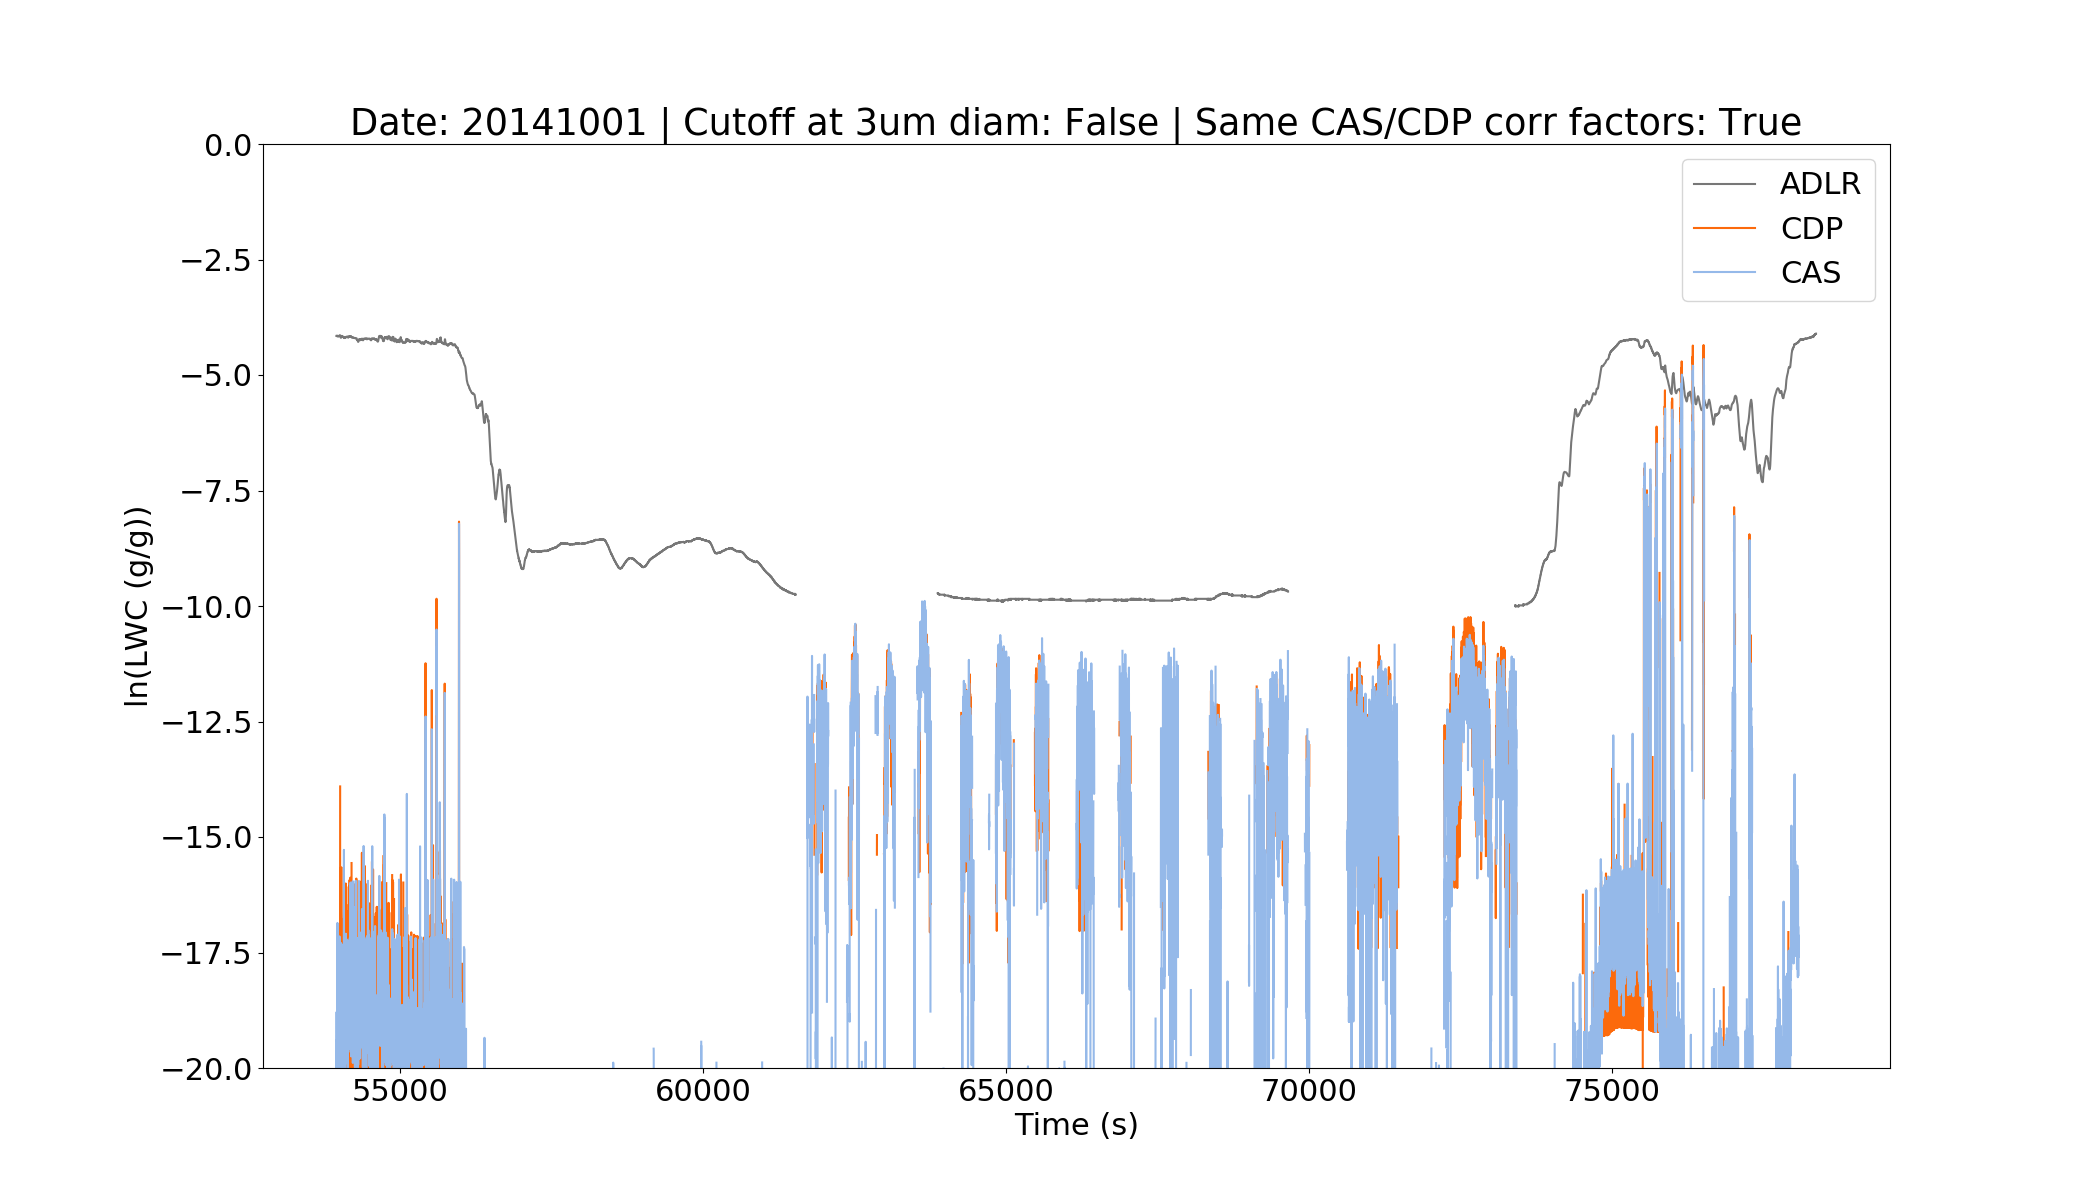 Date: 20141001 | Cutoff at 3um diam: False | Same CAS/CDP corr factors: True
0.0
−2.5
−5.0
−7.5
−10.0
−12.5
−15.0
−17.5
−20.0
ln(LWC (g/g))
ADLR
CDP
CAS
55000 60000 65000 70000 75000
Time (s)